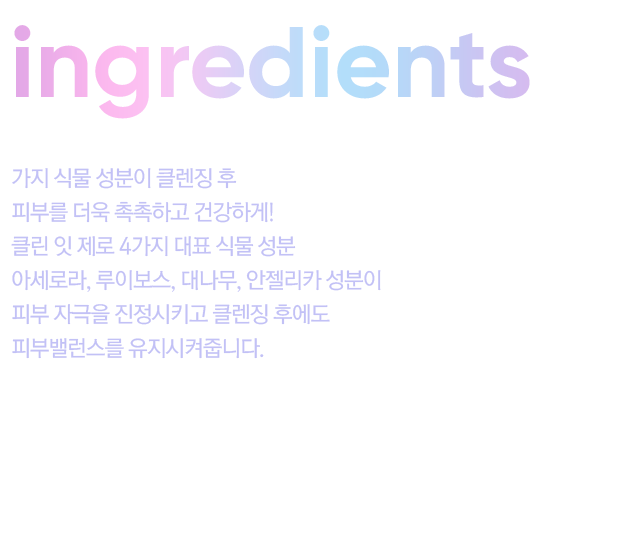 ingredients
가지 식물 성분이 클렌징 후
피부를 더욱 촉촉하고 건강하게!
클린 잇 제로 4가지 대표 식물 성분
아세로라, 루이보스, 대나무, 안젤리카 성분이
피부 자극을 진정시키고 클렌징 후에도
피부밸런스를 유지시켜줍니다.